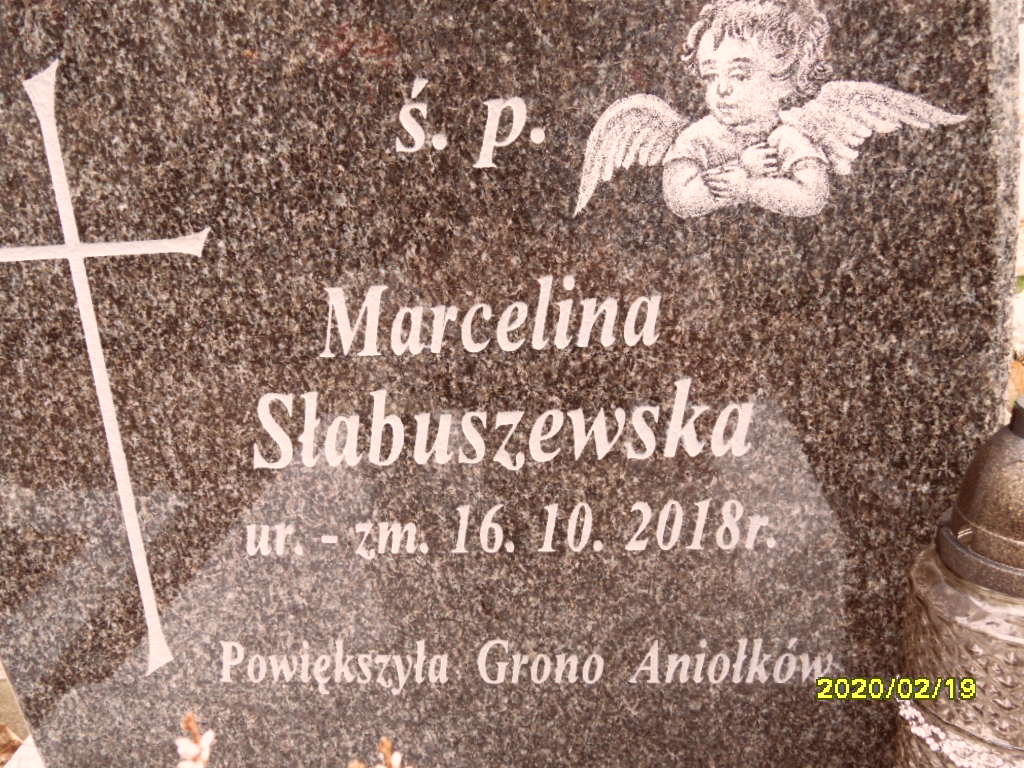 ś. p.
Marcelina
Słabuszewska
ur. - zm. 16. 10. 2018r.
Powiększyła Grono Aniołków
2020/02/19